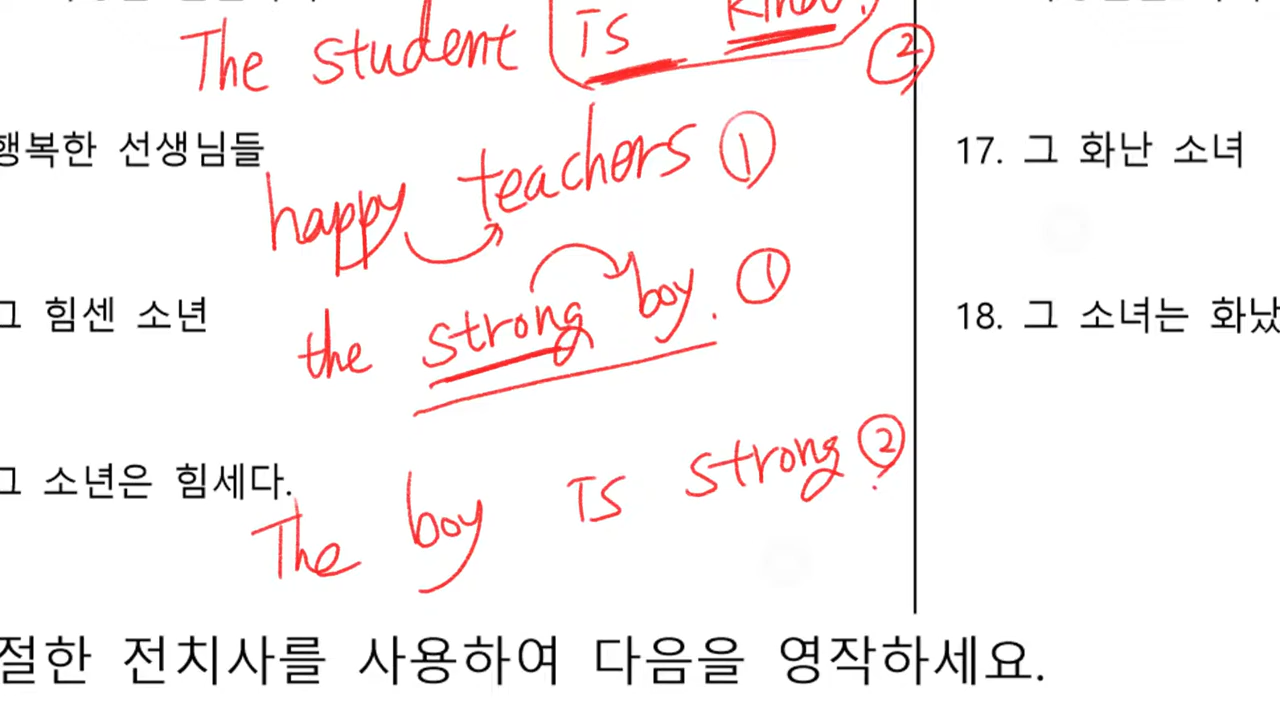 The student is kind.
②
행복한 선생님들
happy teachers ①
17. 그 화난 소녀
그 힘센 소년
the strong boy. ①
18. 그 소녀는 화났
그 소년은 힘세다.
The boy is strong ②.
절한 전치사를 사용하여 다음을 영작하세요.